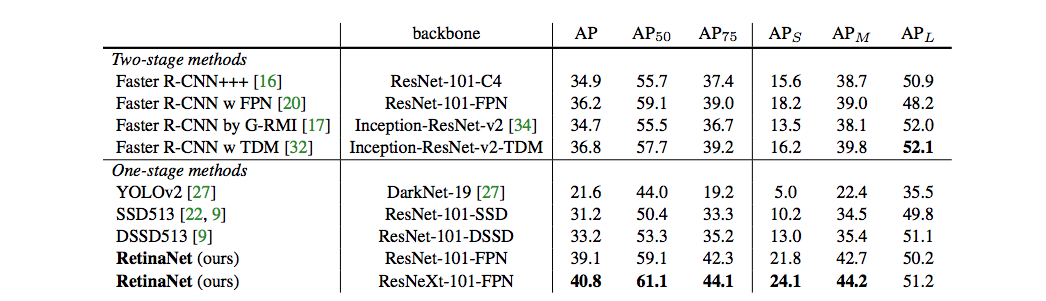 backbone AP AP50 AP75 APS APM APL
Two-stage methods
Faster R-CNN+++ [16] ResNet-101-C4 34.9 55.7 37.4 15.6 38.7 50.9
Faster R-CNN w FPN [20] ResNet-101-FPN 36.2 59.1 39.0 18.2 39.0 48.2
Faster R-CNN by G-RMI [17] Inception-ResNet-v2 [34] 34.7 55.5 36.7 13.5 38.1 52.0
Faster R-CNN w TDM [32] Inception-ResNet-v2-TDM 36.8 57.7 39.2 16.2 39.8 52.1
One-stage methods
YOLOv2 [27] DarkNet-19 [27] 21.6 44.0 19.2 5.0 22.4 35.5
SSD513 [22, 9] ResNet-101-SSD 31.2 50.4 33.3 10.2 34.5 49.8
DSSD513 [9] ResNet-101-DSSD 33.2 53.3 35.2 13.0 35.4 51.1
RetinaNet (ours) ResNet-101-FPN 39.1 59.1 42.3 21.8 42.7 50.2
RetinaNet (ours) ResNeXt-101-FPN 40.8 61.1 44.1 24.1 44.2 51.2